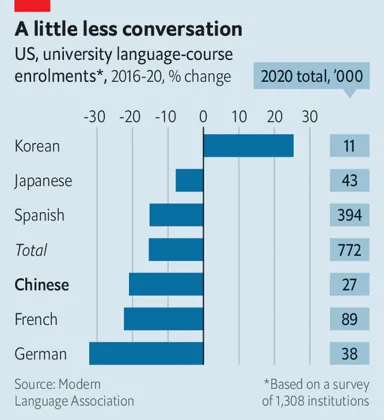 A little less conversation
US, university language-course
enrolments*, 2016-20, % change
2020 total, ’000
-30 -20 -10 0 10 20 30
Korean 11
Japanese 43
Spanish 394
Total 772
Chinese 27
French 89
German 38
Source: Modern
Language Association
*Based on a survey
of 1,308 institutions